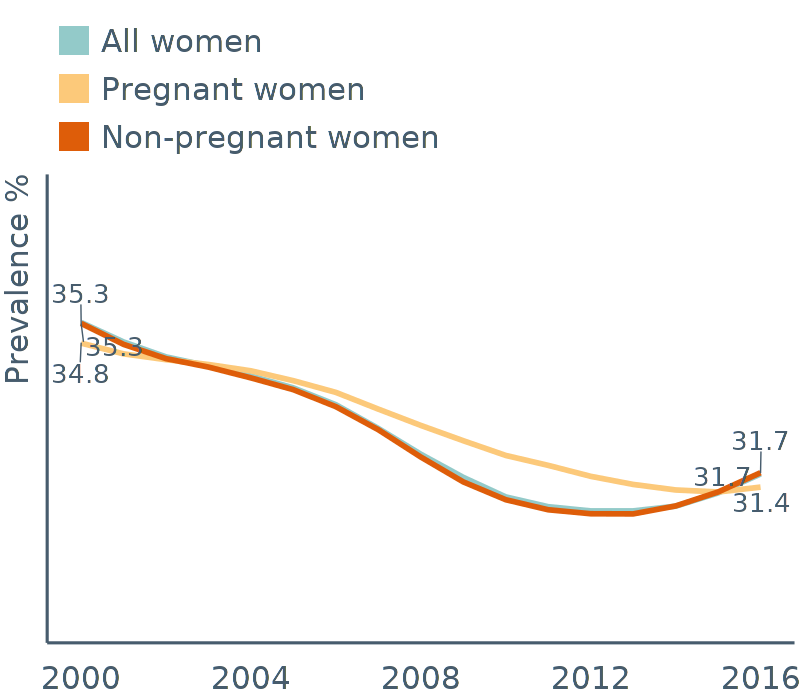 All women
Pregnant women
Non-pregnant women
Prevalence %
35.3
35.3
34.8
31.7
31.7
31.4
2000 2004 2008 2012 2016